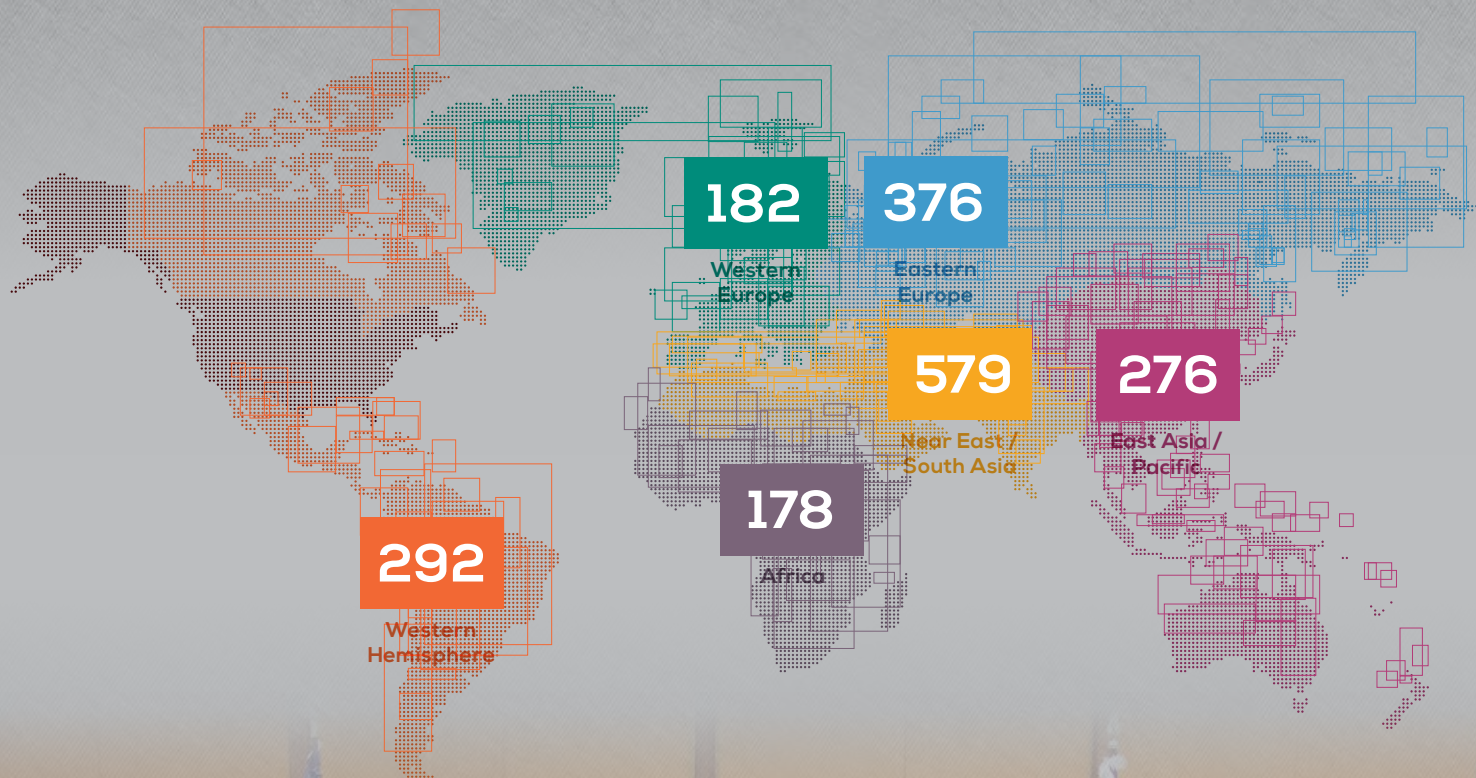 182
Western
Europe
376
Eastern
Europe
579
Near East /
South Asia
276
East Asia /
Pacific
178
Africa
292
Western
Hemisphere